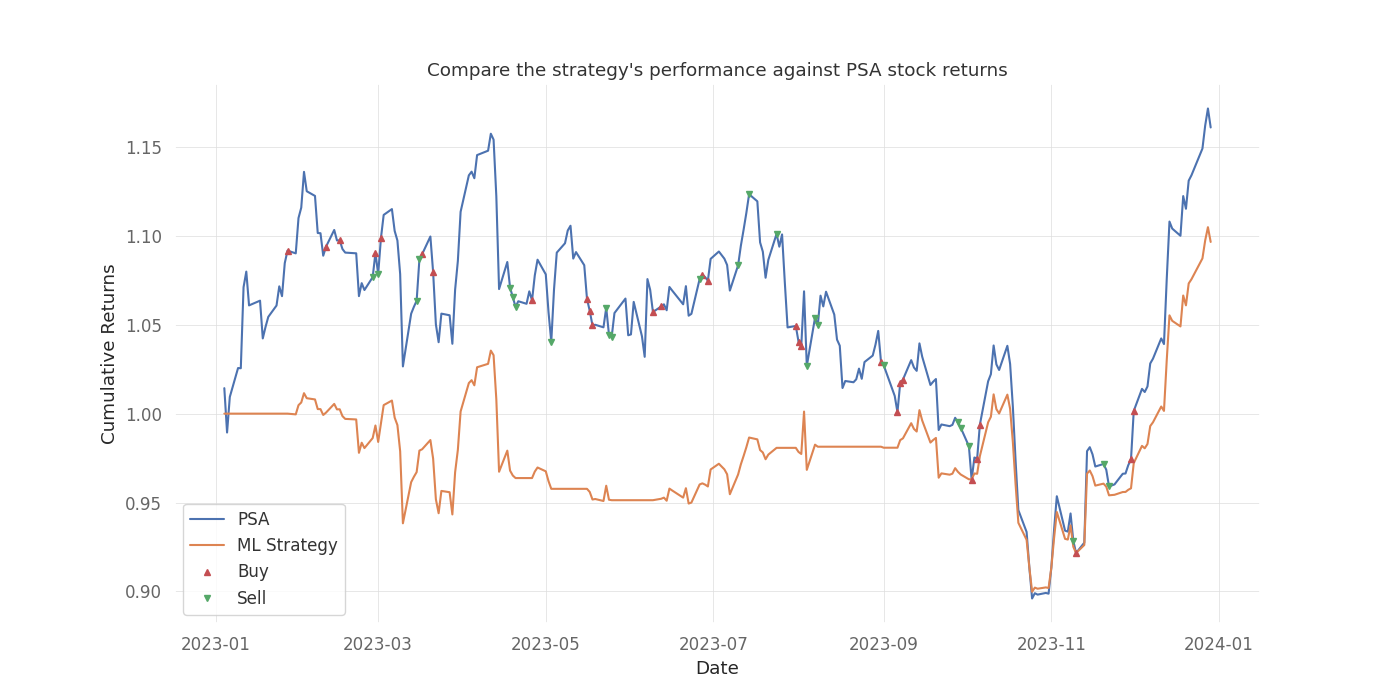 Compare the strategy's performance against PSA stock returns
Cumulative Returns
1.15
1.10
1.05
1.00
0.95
0.90
PSA
ML Strategy
Buy
Sell
2023-01
2023-03
2023-05
2023-07
2023-09
2023-11
2024-01
Date